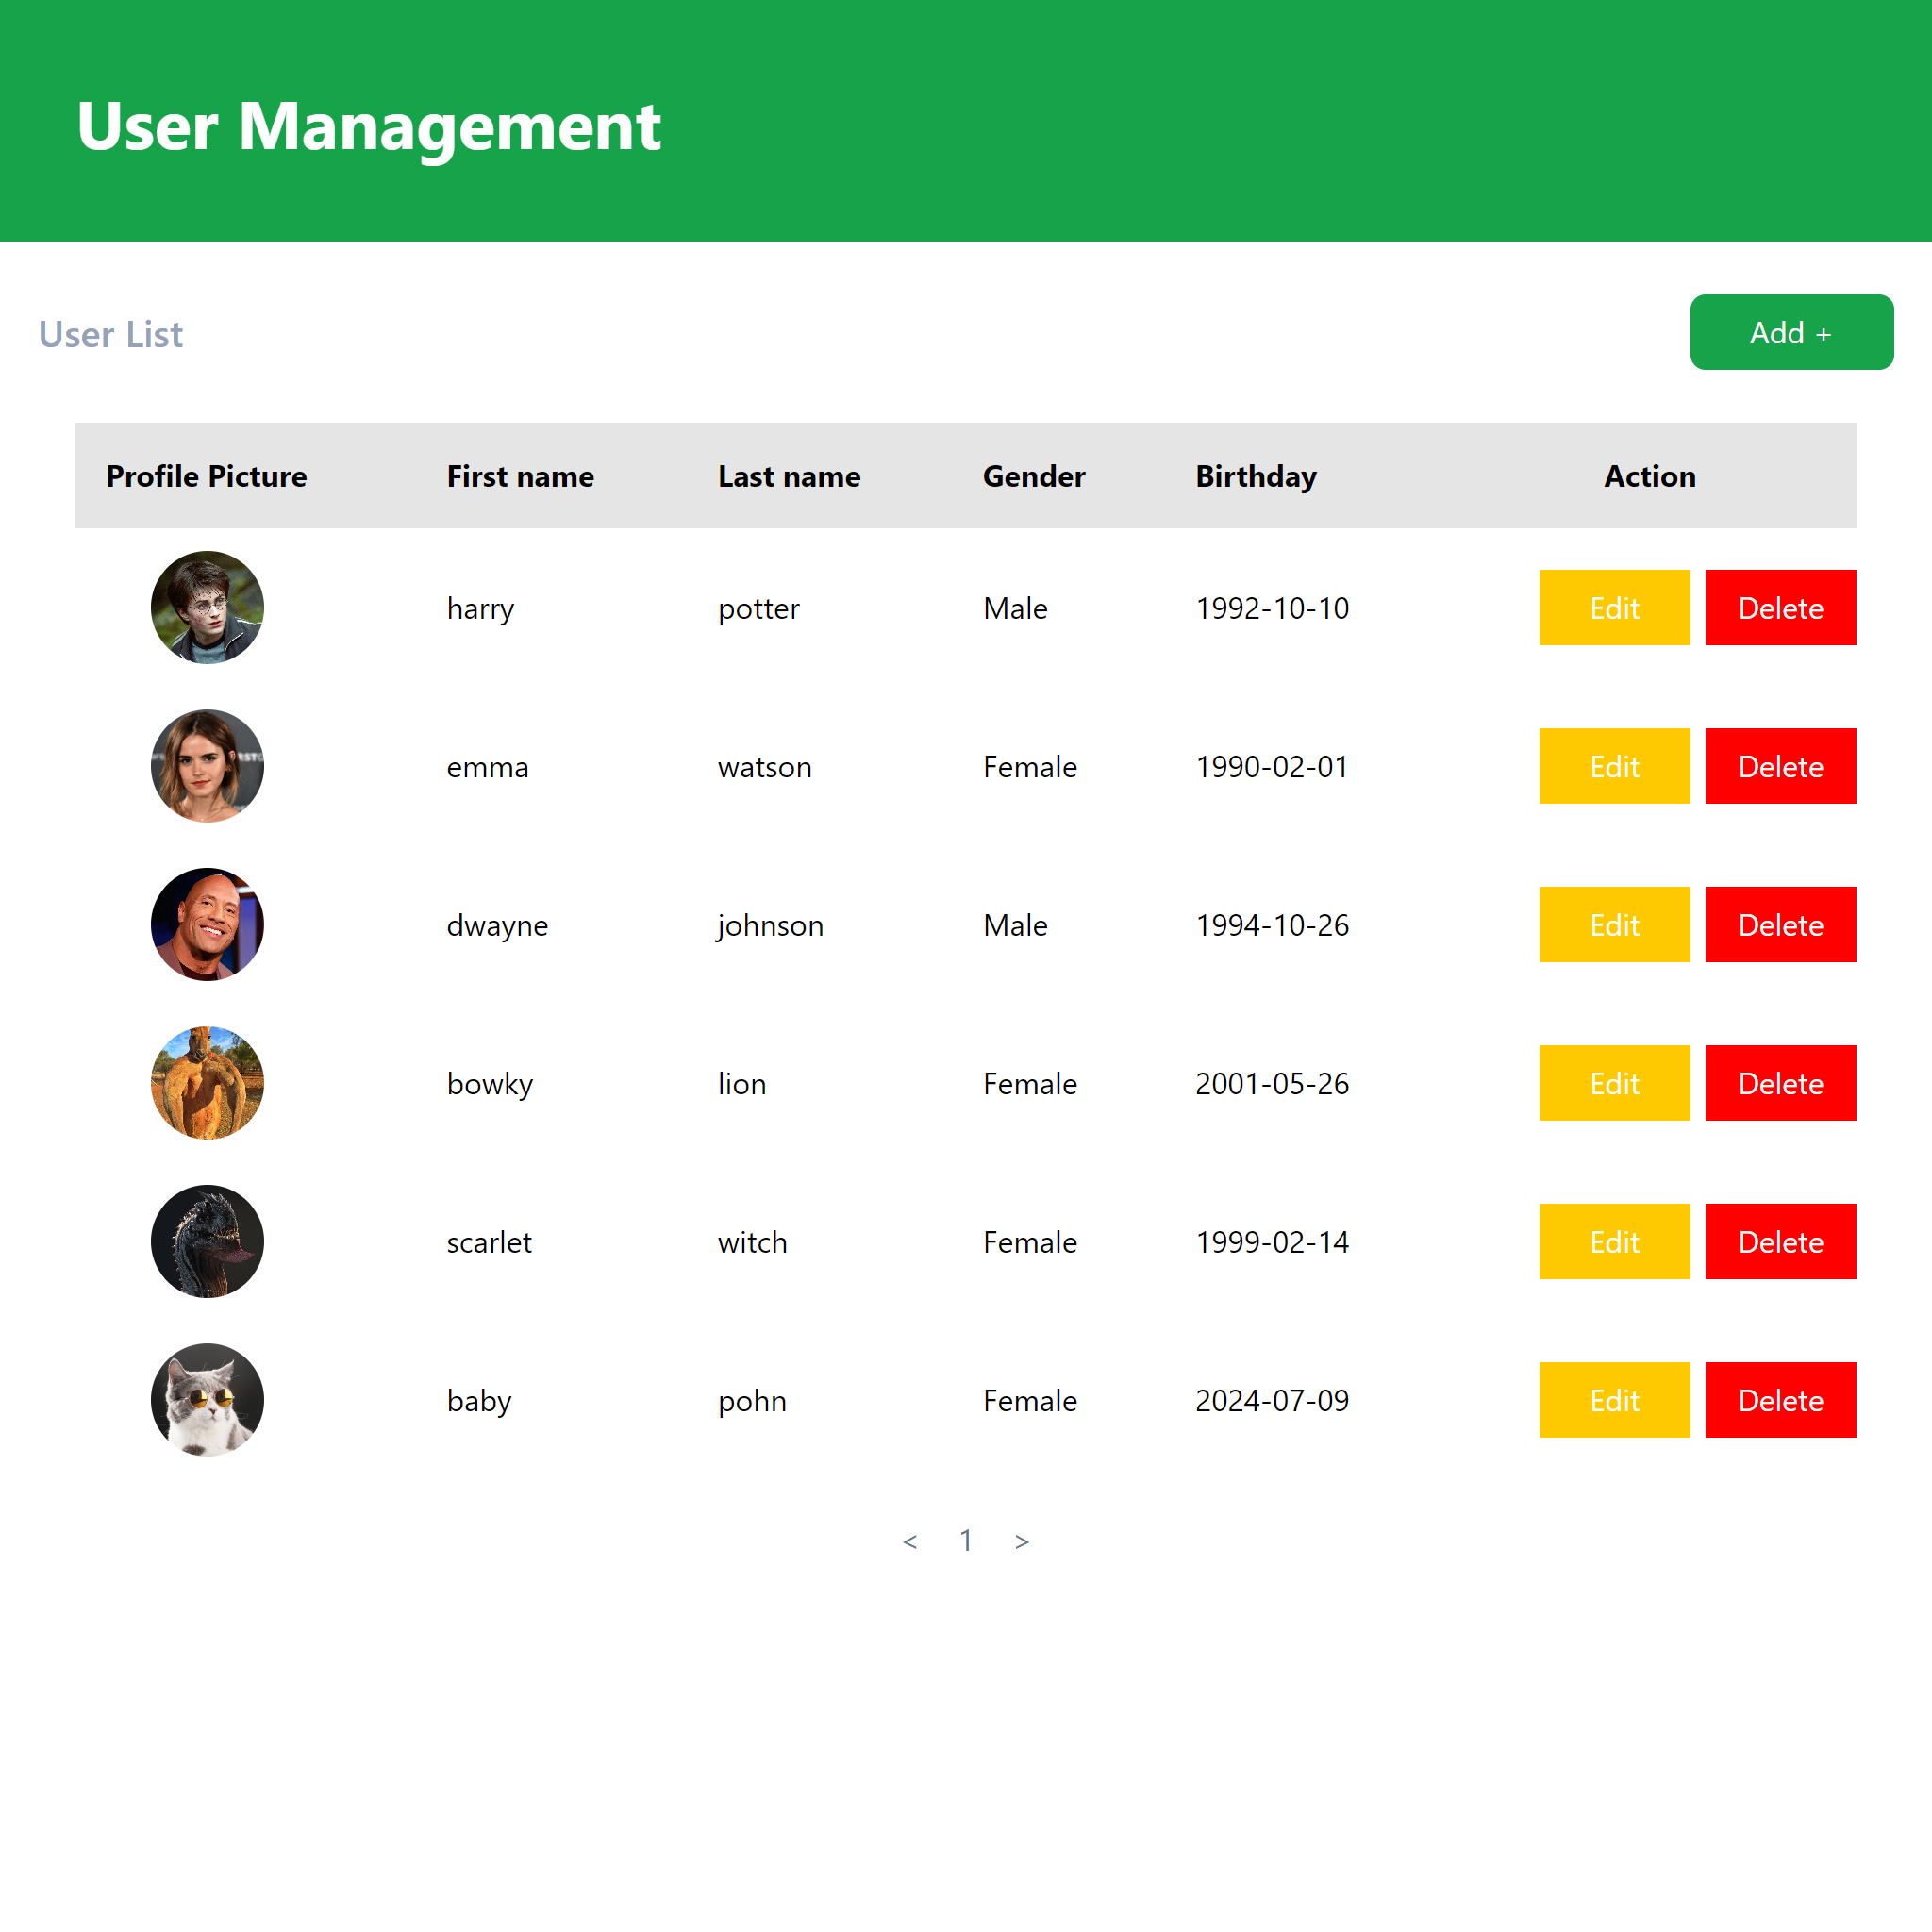 User Management
User List
Add +
Profile Picture First name Last name Gender Birthday Action
harry potter Male 1992-10-10 Edit Delete
emma watson Female 1990-02-01 Edit Delete
dwayne johnson Male 1994-10-26 Edit Delete
bowky lion Female 2001-05-26 Edit Delete
scarlet witch Female 1999-02-14 Edit Delete
baby pohn Female 2024-07-09 Edit Delete
< 1 >